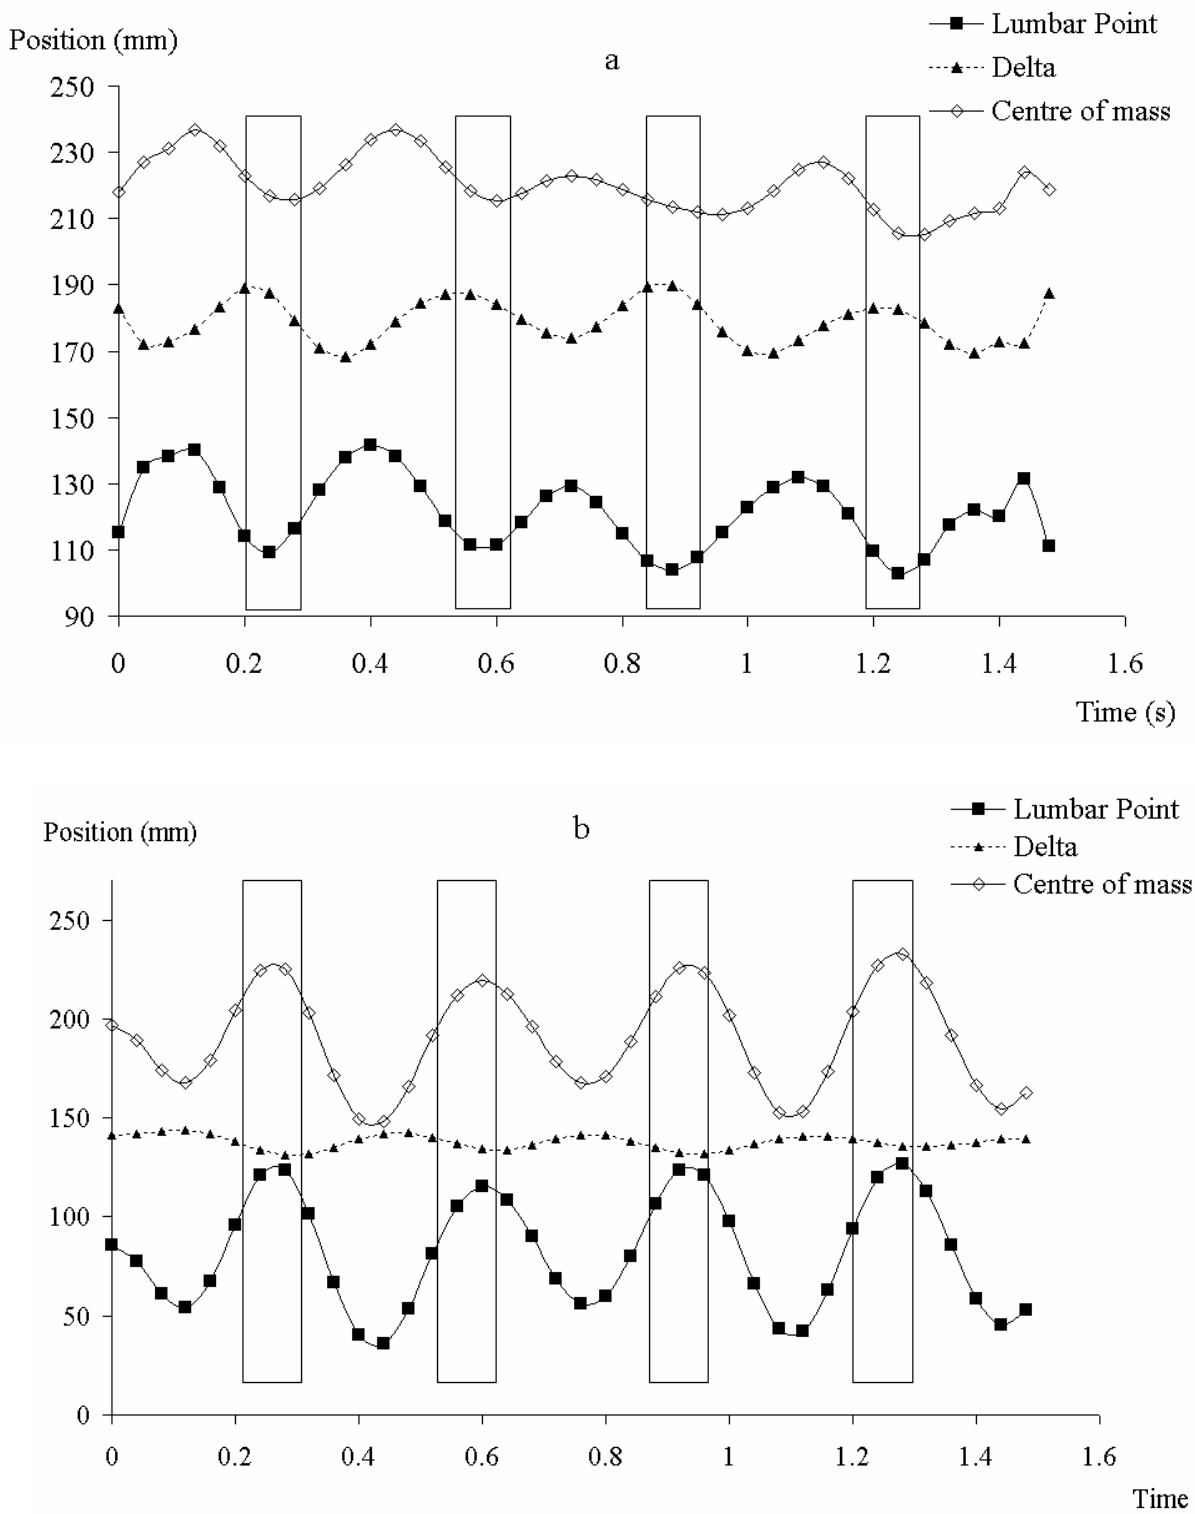 Lumbar Point
Position (mm)
a
Delta
250
Centre of mass
230
210
190
170
150
130
110
90
0 0.2 0.4 0.6 0.8 1 1.2 1.4 1.6
Time (s)
Lumbar Point
Position (mm)
b
Delta
Centre of mass
250
200
150
100
50
0
0 0.2 0.4 0.6 0.8 1 1.2 1.4 1.6
Time